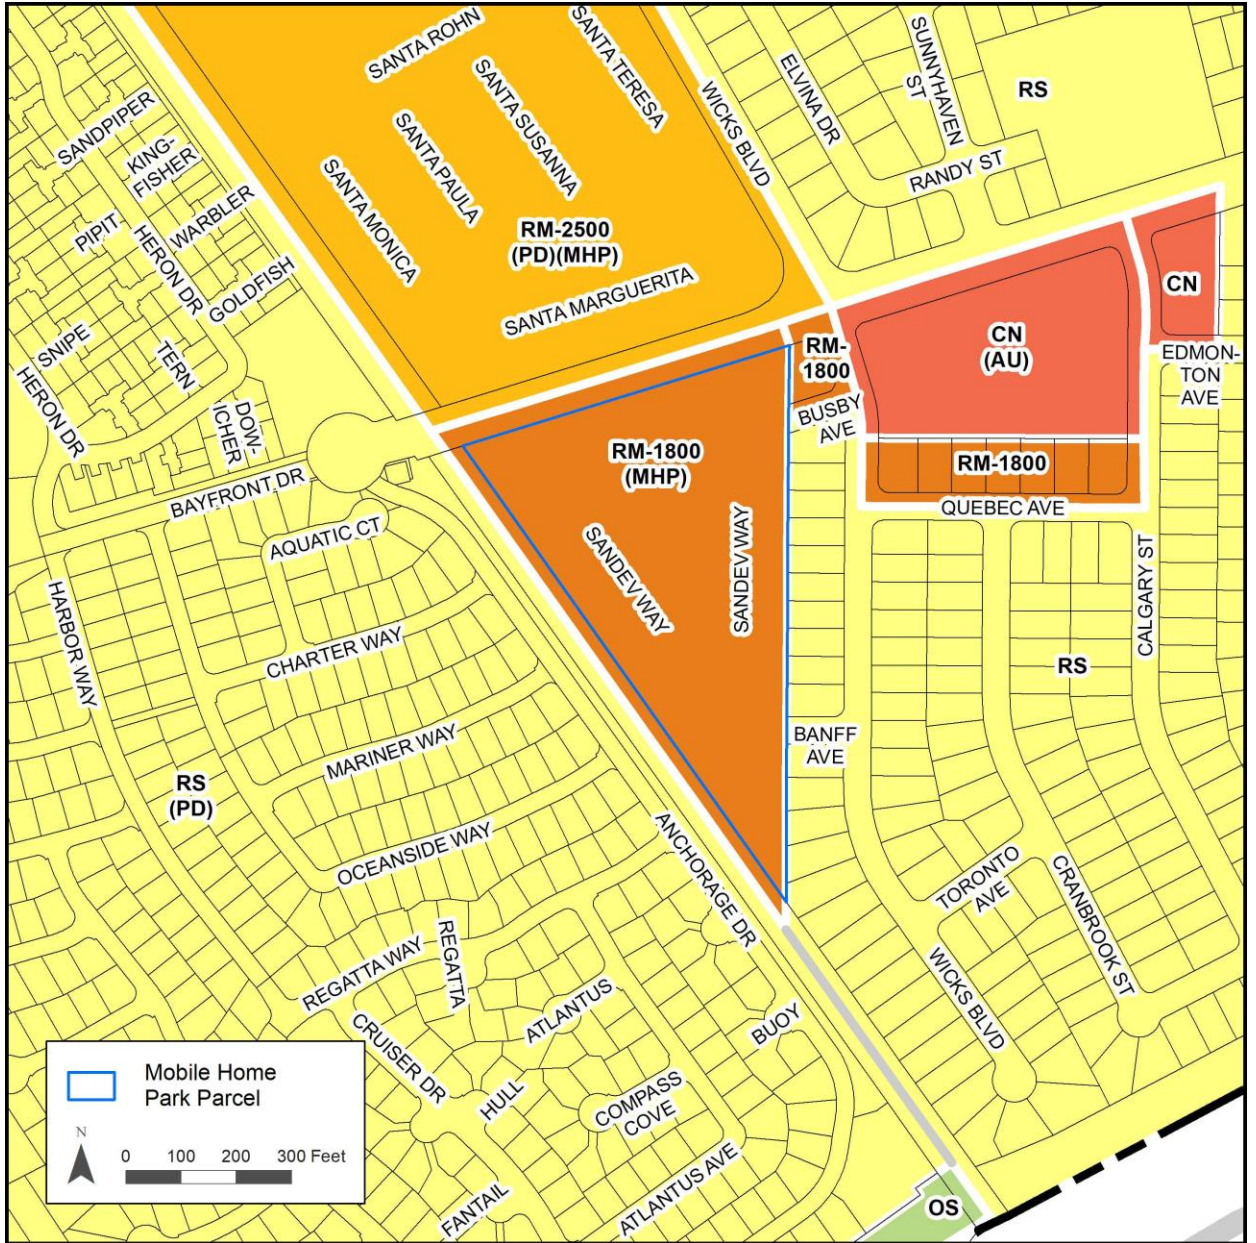 SANTA ROHN
SANTA TERESA
SANTA SUSANNA
SANTA PAULA
SANTA MONICA
RM-2500
(PD)(MHP)
SANTA MARGUERITA
WICKS BLVD
ELVINA DR
SUNNYHAVEN
ST
RS
RANDY ST
SANDPIPER
KING-
FISHER
WARBLER
PIPIT
HERON DR
GOLDFISH
SNIPE
TERN
HERON DR
DOW-
ICHER
BAYFRONT DR
AQUATIC CT
CN
CN
(AU)
EDMON-
TON
AVE
RM-
1800
BUSBY
AVE
RM-1800
(MHP)
RM-1800
QUEBEC AVE
SANDEV WAY
SANDEV WAY
CALGARY ST
RS
HARBOR WAY
CHARTER WAY
MARINER WAY
BANFF
AVE
RS
(PD)
OCEANSIDE WAY
ANCHORAGE DR
TORONTO
AVE
CRANBROOK ST
REGATTA WAY
REGATTA
ATLANTUS
WICKS BLVD
BUOY
CRUISER DR
HULL
COMPASS
COVE
ATLANTUS AVE
FANTAIL
OS
Mobile Home
Park Parcel
N
0 100 200 300 Feet